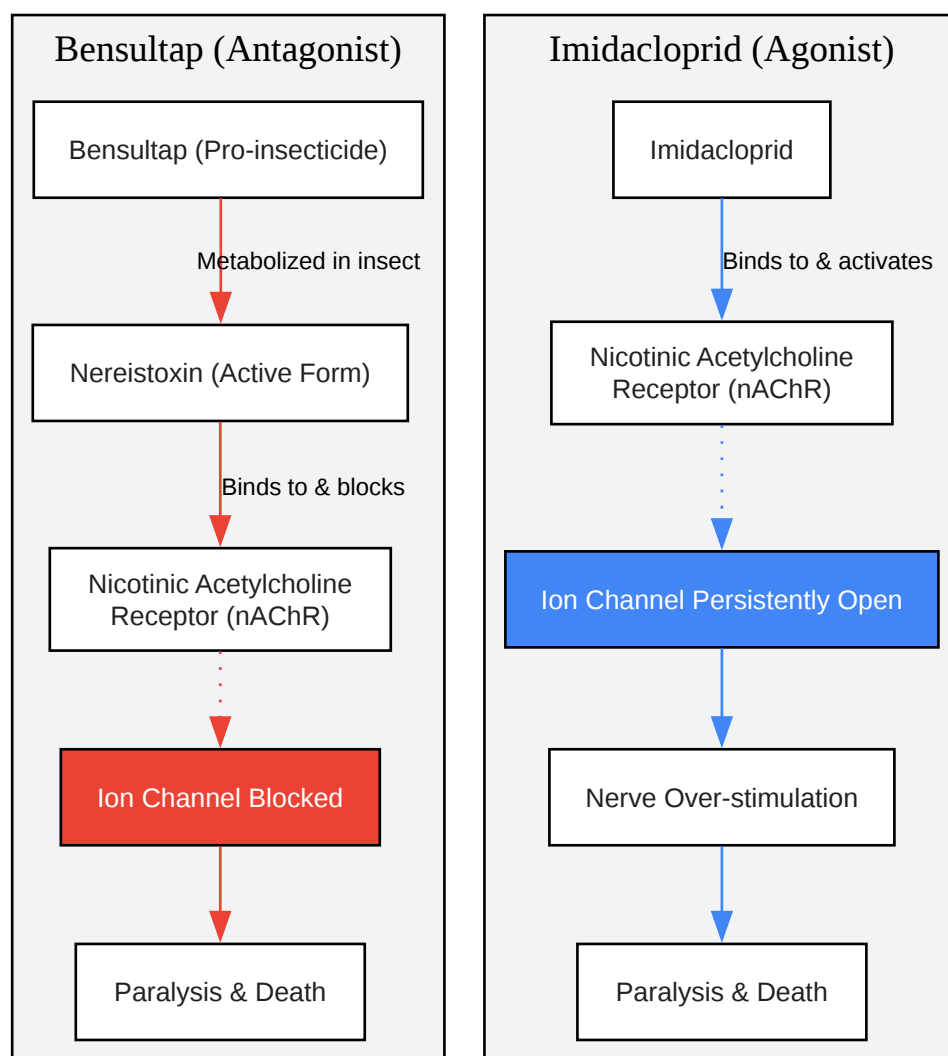 Bensultap (Antagonist)
Bensultap (Pro-insecticide)
Metabolized in insect
Nereistoxin (Active Form)
Binds to & blocks
Nicotinic Acetylcholine
Receptor (nAChR)
Ion Channel Blocked
Paralysis & Death
Imidacloprid (Agonist)
Imidacloprid
Binds to & activates
Nicotinic Acetylcholine
Receptor (nAChR)
Ion Channel Persistently Open
Nerve Over-stimulation
Paralysis & Death